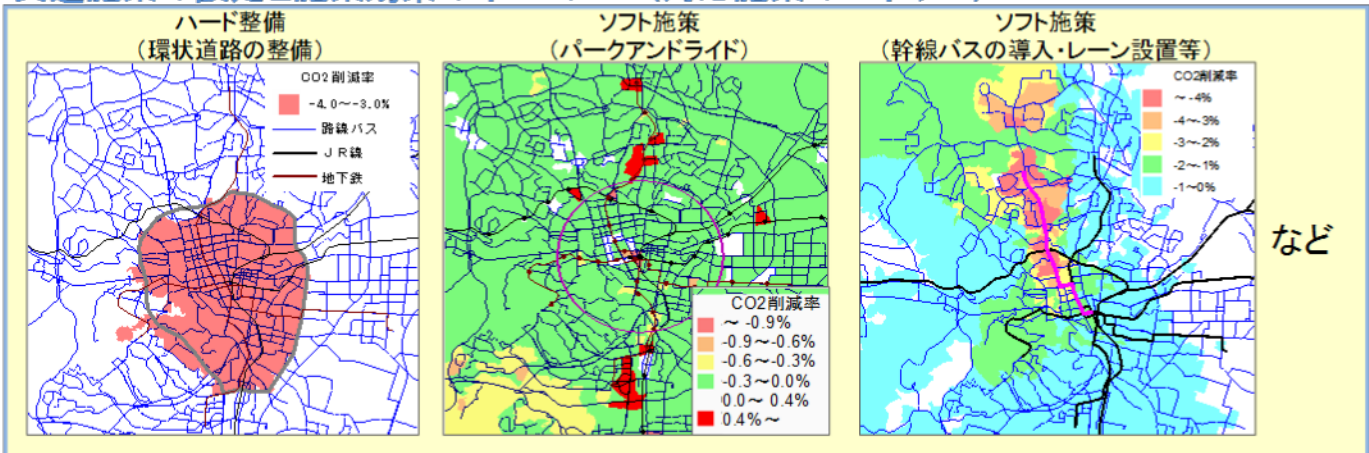 ハード整備
(環状道路の整備)
CO2削減率
-4.0～-3.0%
路線バス
JR線
地下鉄
ソフト施策
(パークアンドライド)
CO2削減率
～ -0.9%
-0.9～-0.6%
-0.6～-0.3%
-0.3～0.0%
0.0～ 0.4%
0.4%～
ソフト施策
(幹線バスの導入・レーン設置等)
CO2削減率
～ -4%
-4～-3%
-3～-2%
-2～-1%
-1～0%
など